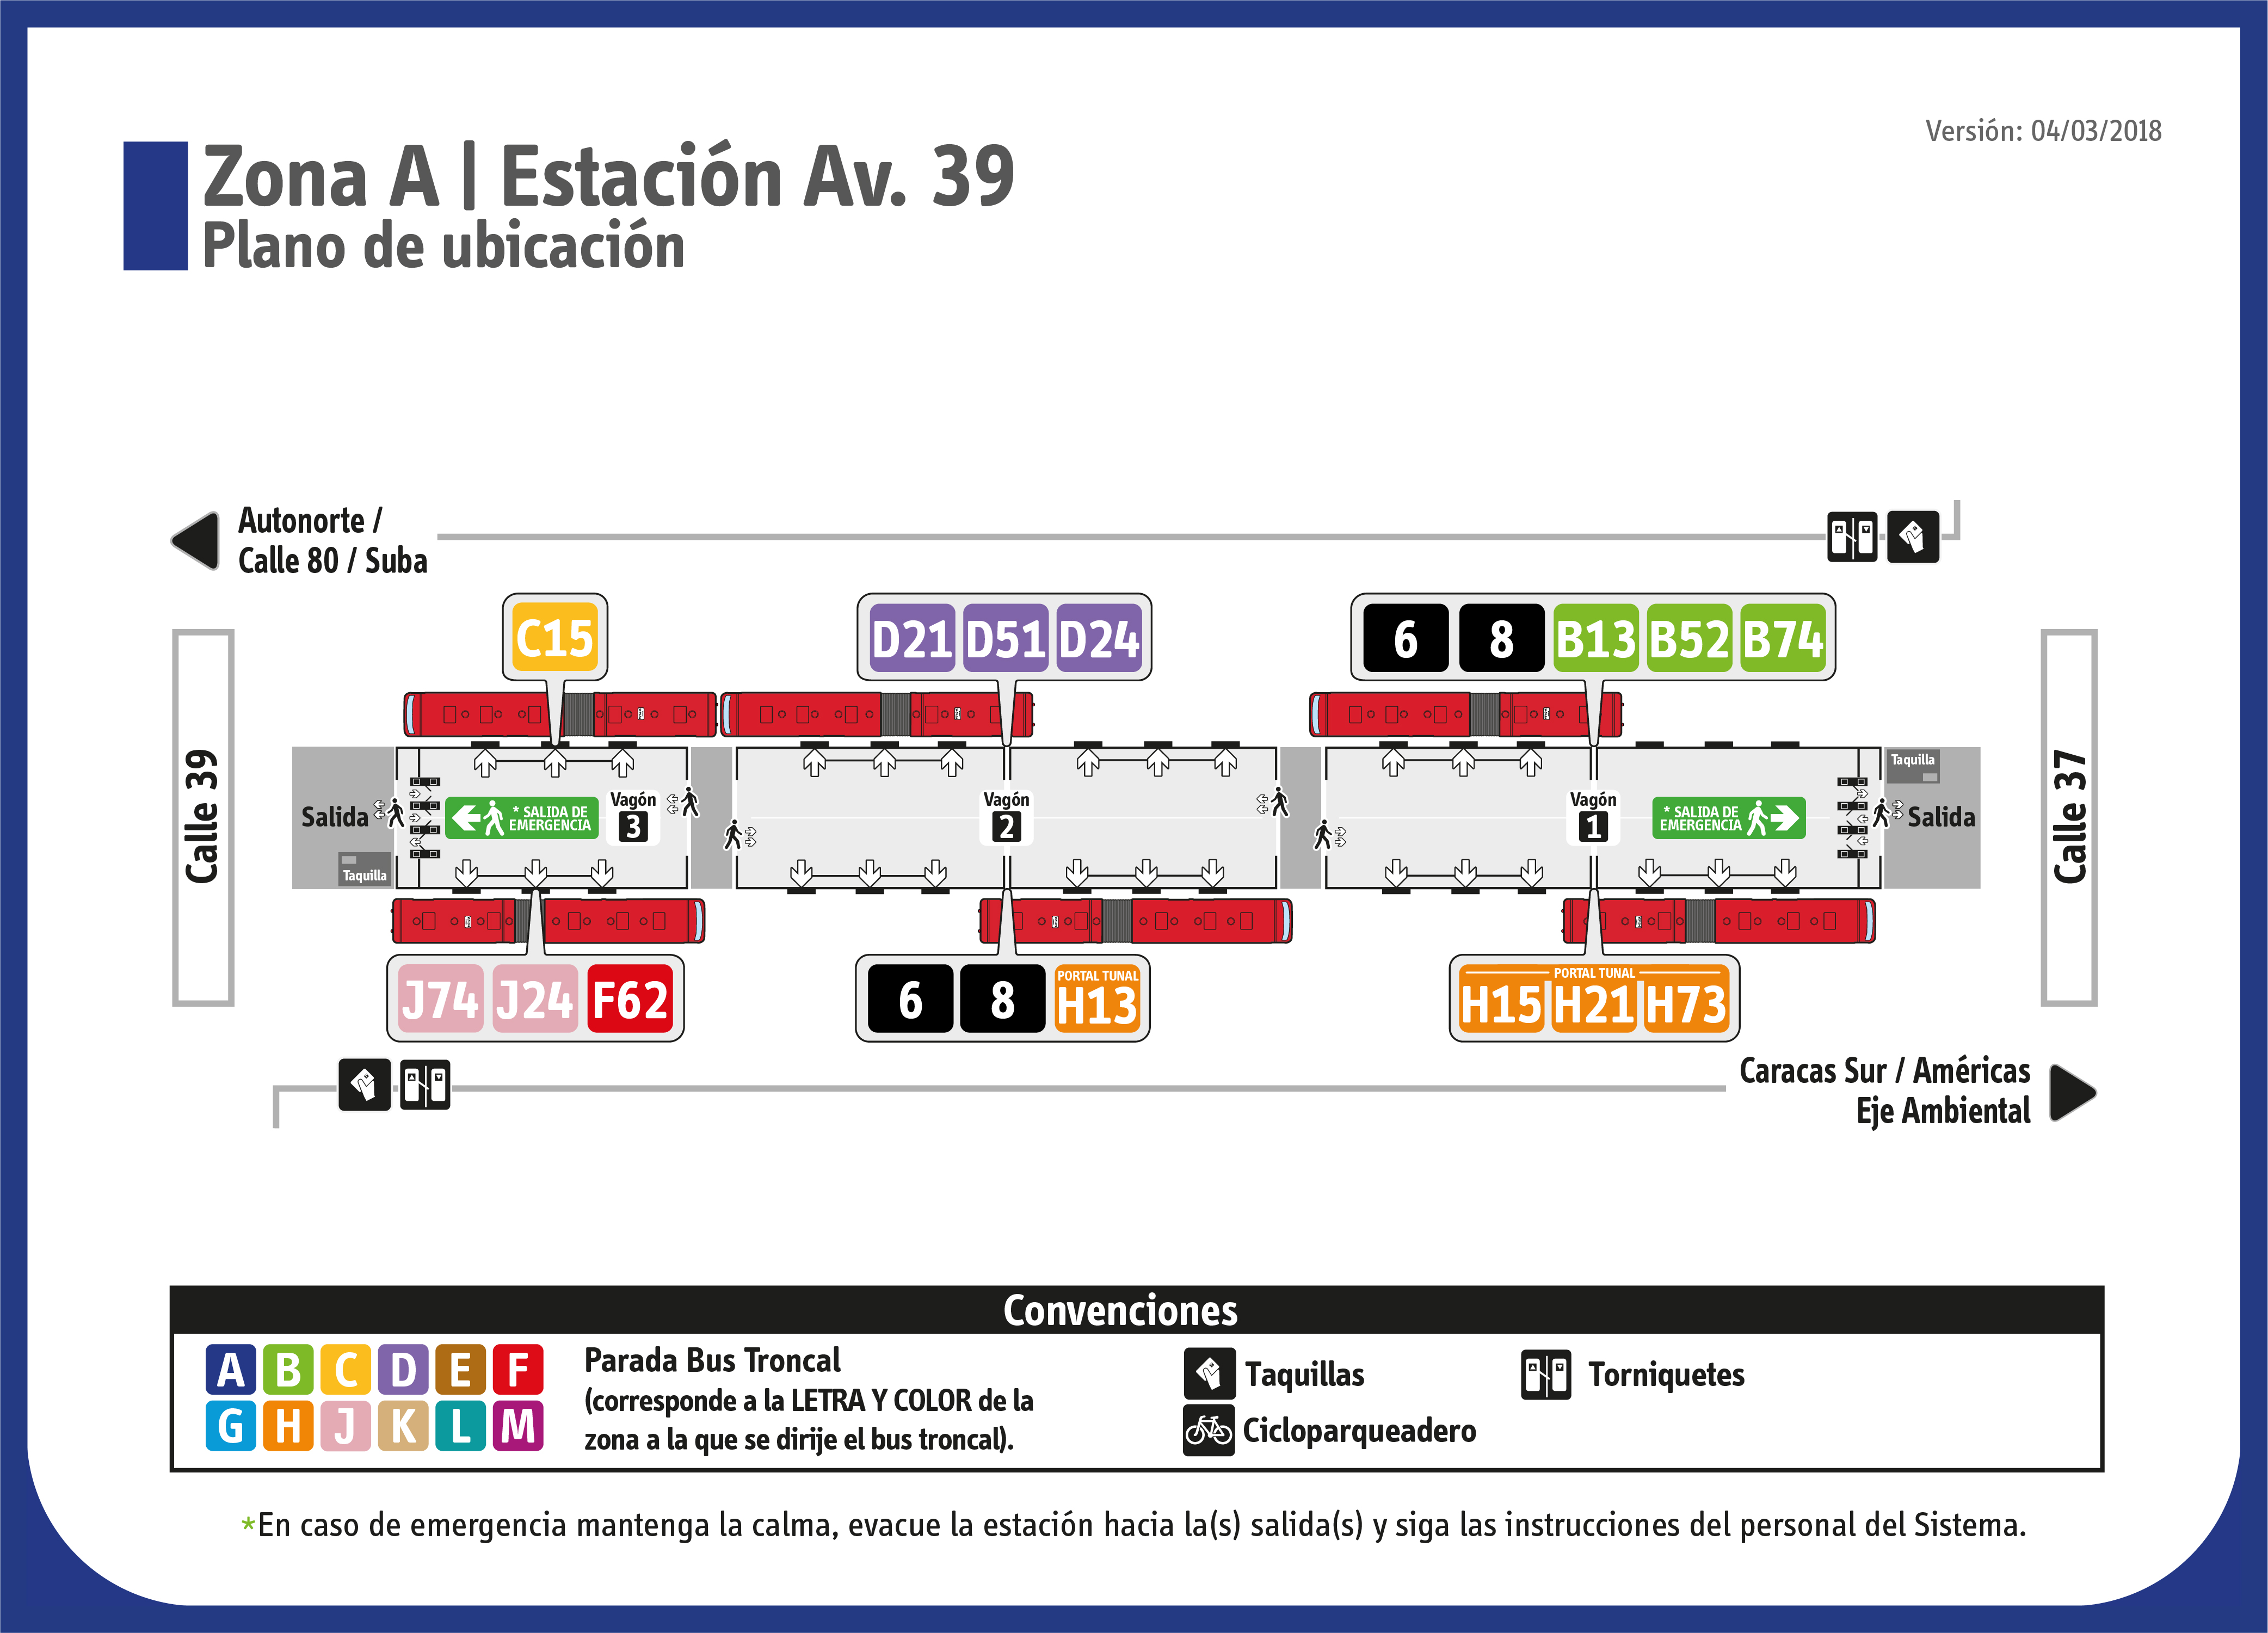 Versión: 04/03/2018
Zona A | Estación Av. 39
Plano de ubicación
Autonorte /
Calle 80 / Suba
C15
D21 D51 D24
6 8 B13 B52 B74
Calle 39
Calle 37
Salida
Taquilla
* SALIDA DE
EMERGENCIA
Vagón
3
Vagón
2
Vagón
1
* SALIDA DE
EMERGENCIA
Taquilla
Salida
J74 J24 F62
6 8
PORTAL TUNAL
H13
PORTAL TUNAL
H15 H21 H73
Caracas Sur / Américas
Eje Ambiental
Convenciones
A B C D E F
G H J K L M
Parada Bus Troncal
(corresponde a la LETRA Y COLOR de la
zona a la que se dirije el bus troncal).
Taquillas
Cicloparqueadero
Torniquetes
*En caso de emergencia mantenga la calma, evacue la estación hacia la(s) salida(s) y siga las instrucciones del personal del Sistema.